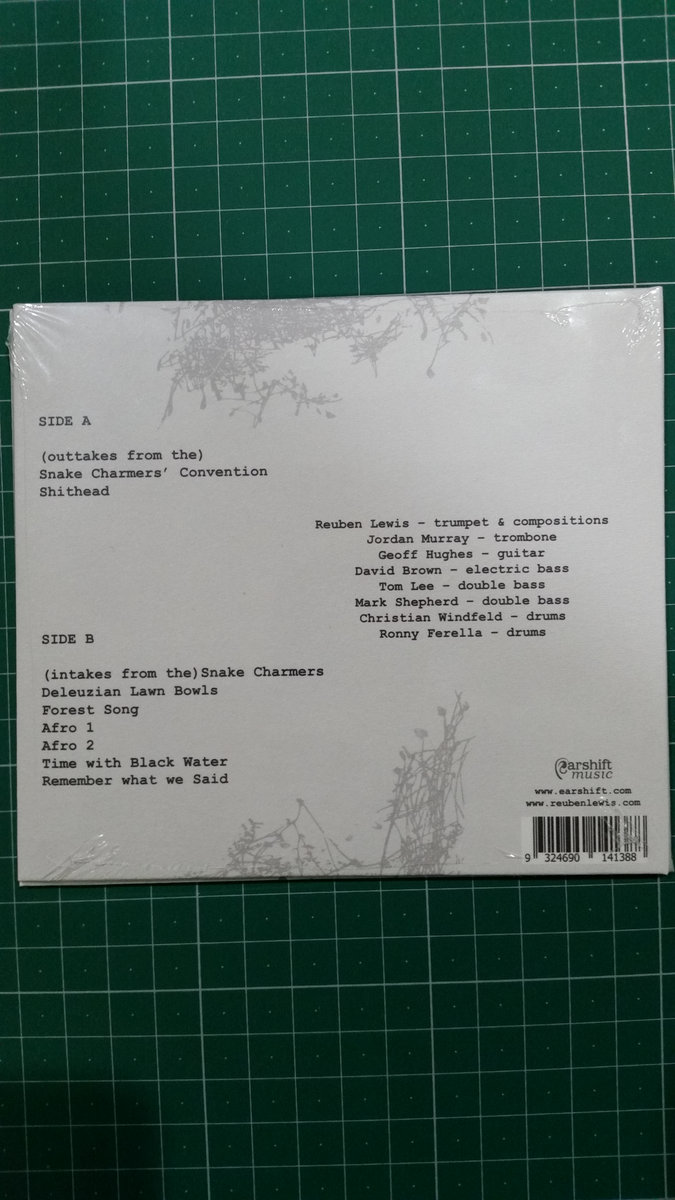 SIDE A
(outtakes from the)
Snake Charmers' Convention
Shithead
Reuben Lewis – trumpet & compositions
Jordan Murray – trombone
Geoff Hughes – guitar
David Brown – electric bass
Tom Lee – double bass
Mark Shepherd – double bass
Christian Windfeld – drums
Ronny Ferella – drums
SIDE B
(intakes from the)Snake Charmers
Deleuzian Lawn Bowls
Forest Song
Afro 1
Afro 2
Time with Black Water
Remember what we Said
earshift
music
www.earshift.com
www.reubenlewis.com
9 324690 141388